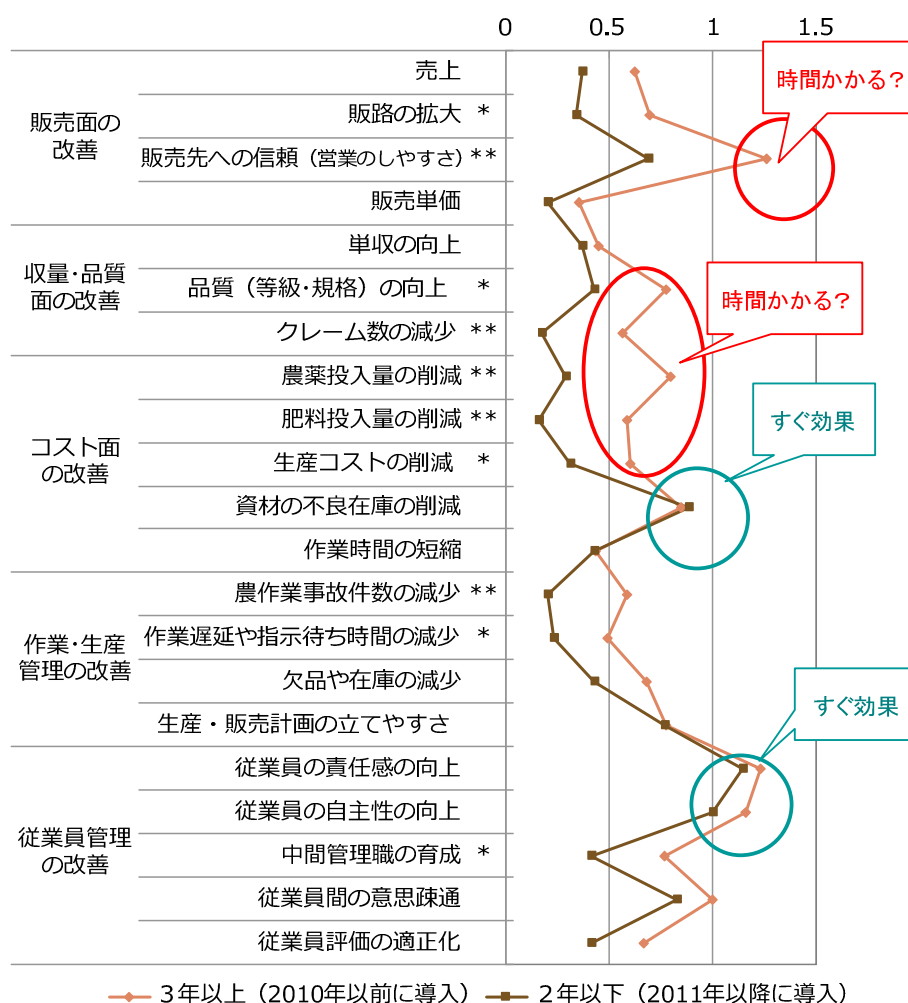 0 0.5 1 1.5
時間かかる?
販売面の
改善
売上
販路の拡大 *
販売先への信頼（営業のしやすさ）**
販売単価
収量・品質
面の改善
単収の向上
品質（等級・規格）の向上 *
クレーム数の減少 **
時間かかる?
コスト面
の改善
農薬投入量の削減 **
肥料投入量の削減 **
生産コストの削減 *
資材の不良在庫の削減
作業時間の短縮
すぐ効果
作業・生産
管理の改善
農作業事故件数の減少 **
作業遅延や指示待ち時間の減少 *
欠品や在庫の減少
生産・販売計画の立てやすさ
すぐ効果
従業員管理
の改善
従業員の責任感の向上
従業員の自主性の向上
中間管理職の育成 *
従業員間の意思疎通
従業員評価の適正化
3年以上（2010年以前に導入） 2年以下（2011年以降に導入）